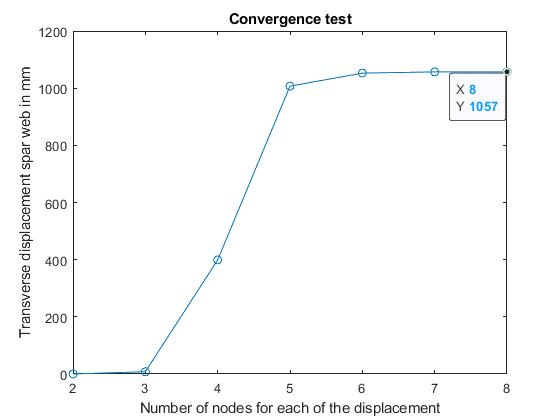 Convergence test
1200
1000
800
600
400
200
0
Transverse displacement spar web in mm
X 8
Y 1057
2 3 4 5 6 7 8
Number of nodes for each of the displacement